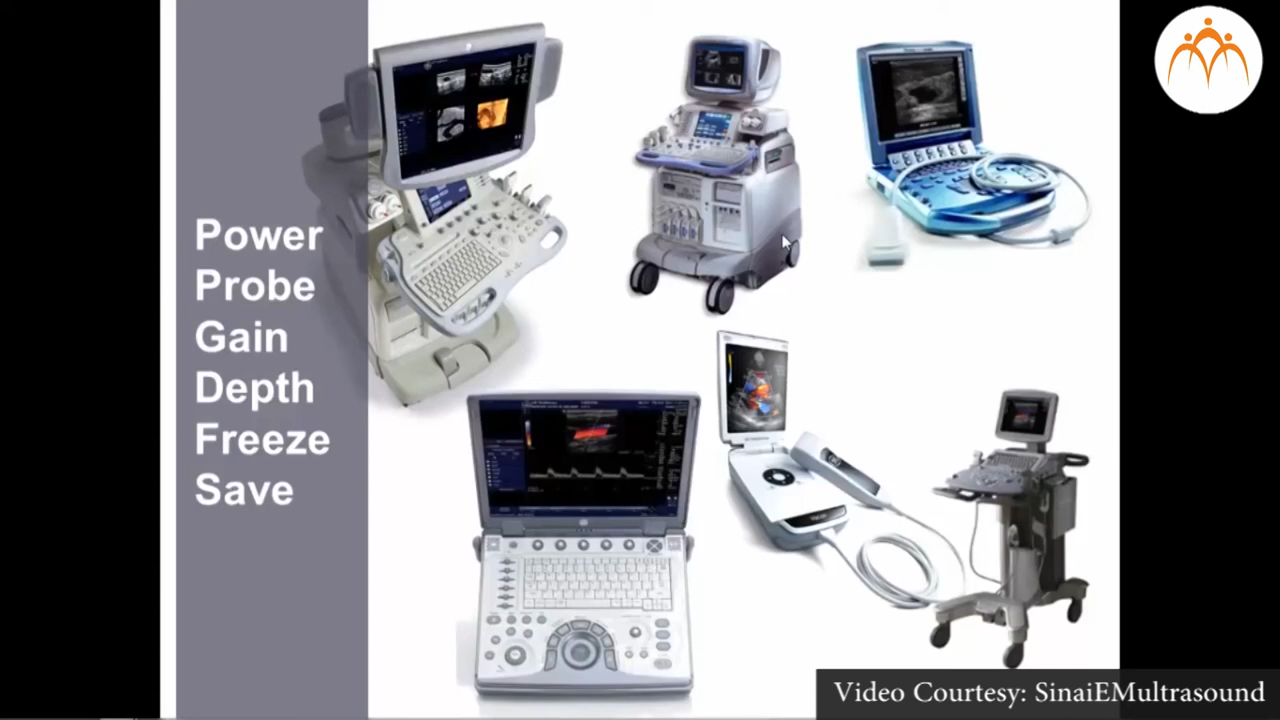 Power
Probe
Gain
Depth
Freeze
Save
Video Courtesy: SinaiEMultrasound